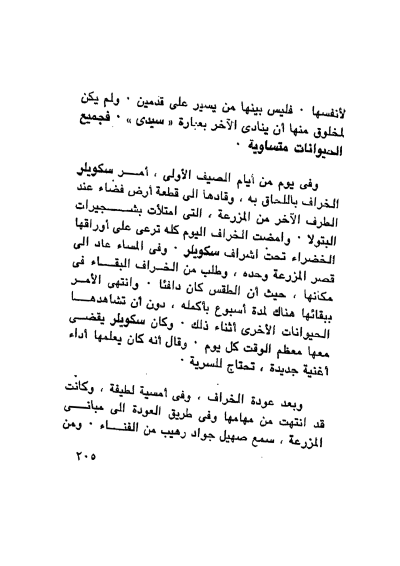 لأنفسها ٠ فليس بينها من يسير على قدمين ٠ ولم يكن
لمخلوق منها أن ينادى الآخر بعبارة « سيدى » ٠ فجميع
الحيوانات متساوية ٠
وفى يوم من أيام الصيف الأولى ، أمر سكويلر
الخراف باللحاق به ، وقادها الى قطعة أرض فضاء عند
الطرف الآخر من المزرعة ، التى امتلأت بشجيرات
البتولا ٠ وامضت الخراف اليوم كله ترعى على أوراقها
الخضراء تحت اشراف سكويلر ٠ وفى المساء عاد الى
قصر المزرعة وحده ، وطلب من الخراف البقاء فى
مكانها ، حيث أن الطقس كان دافئا ٠ وانتهى الأمر
ببقائها هناك لمدة أسبوع بأكمله ، دون أن تشاهدها
الحيوانات الأخرى أثناء ذلك ٠ وكان سكويلر يقضى
معها معظم الوقت كل يوم ٠ وقال أنه كان يعلمها أداء
أغنية جديدة ، تحتاج للسرية ٠
وبعد عودة الخراف ، وفى أمسية لطيفة ، وكانت
قد انتهت من مهامها وفى طريق العودة الى مبانى
المزرعة ، سمع صهيل جواد رهيب من الفناء ٠ ومن
٢٠٥